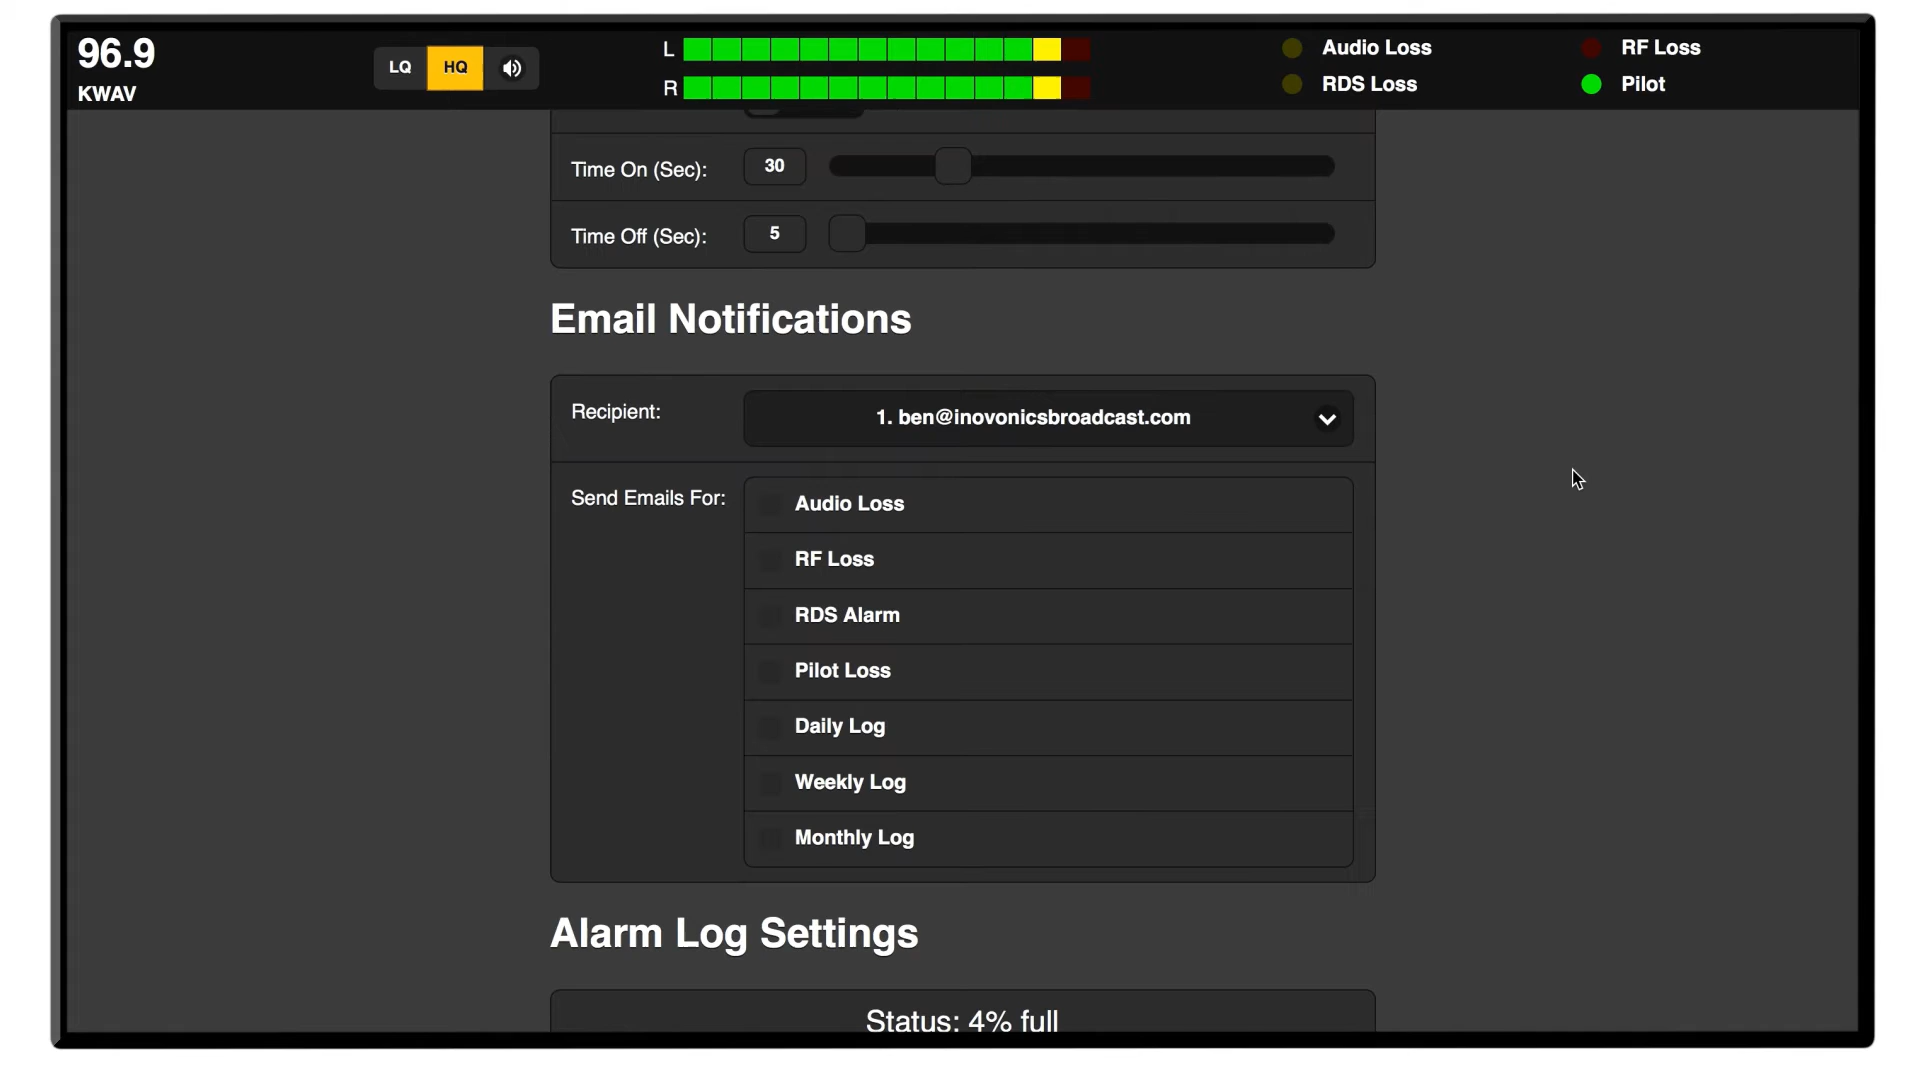 96.9
KWAV
LQ HQ
L
R
Audio Loss
RF Loss
RDS Loss
Pilot
Time On (Sec): 30
Time Off (Sec): 5
Email Notifications
Recipient: 1. ben@inovonicsbroadcast.com
Send Emails For: Audio Loss
RF Loss
RDS Alarm
Pilot Loss
Daily Log
Weekly Log
Monthly Log
Alarm Log Settings
Status: 4% full